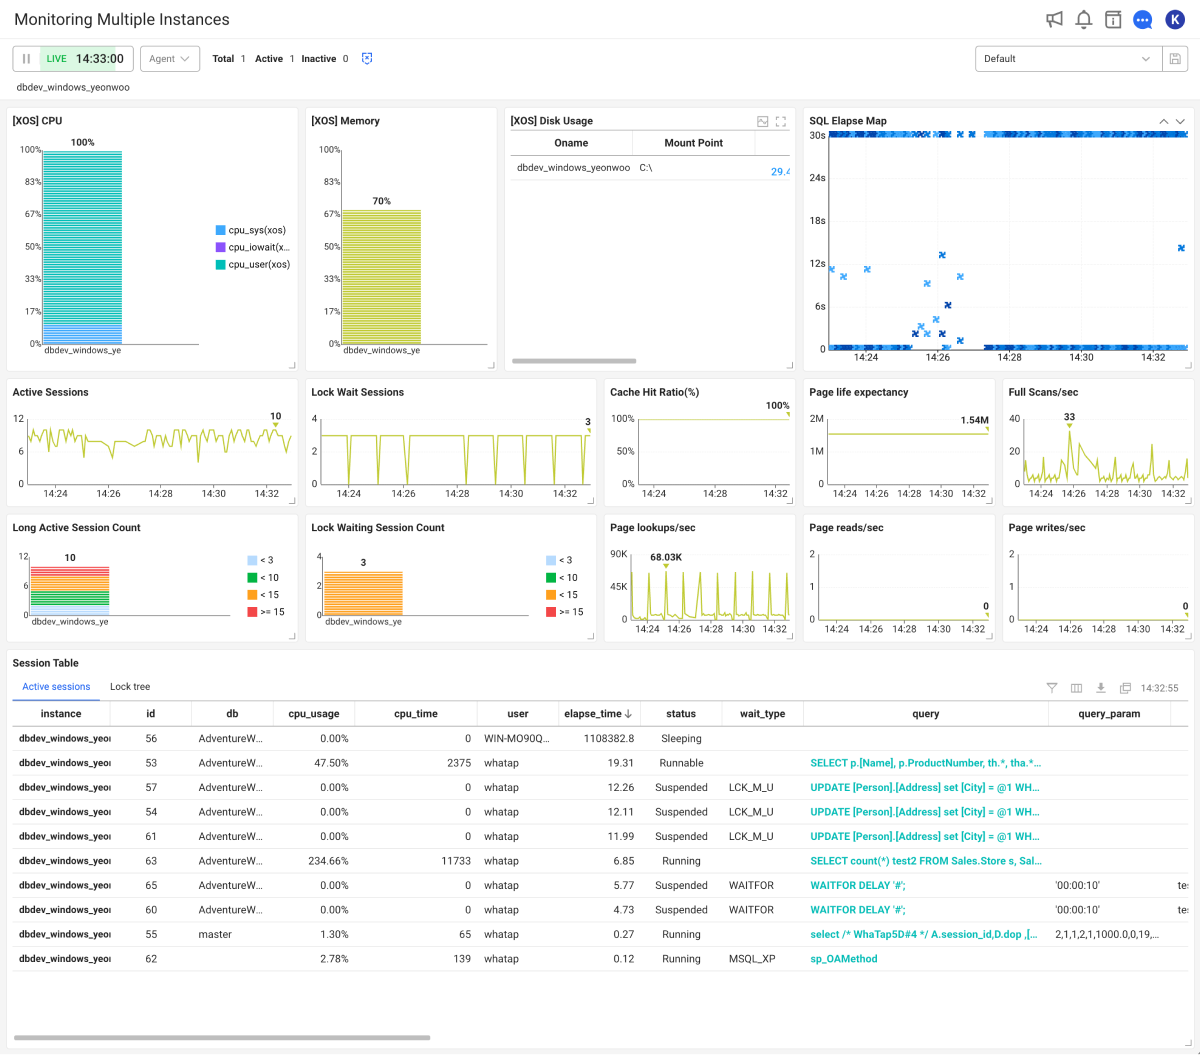 Monitoring Multiple Instances
K
LIVE 14:33:00 Agent Total 1 Active 1 Inactive 0 Default
dbdev_windows_yeonwoo
[XOS] CPU
100%
100%
83%
67%
50%
33%
17%
0%
dbdev_windows_ye
cpu_sys(xos)
cpu_iowait(x...
cpu_user(xos)
[XOS] Memory
70%
100%
83%
67%
50%
33%
17%
0%
dbdev_windows_ye
[XOS] Disk Usage
Oname Mount Point
dbdev_windows_yeonwoo C:\ 29.4
SQL Elapse Map
30s
24s
18s
12s
6s
0
14:24 14:26 14:28 14:30 14:32
Active Sessions
10
12
6
0
14:24 14:26 14:28 14:30 14:32
Lock Wait Sessions
3
4
2
0
14:24 14:26 14:28 14:30 14:32
Cache Hit Ratio(%)
100%
100%
50%
0%
14:24 14:28 14:32
Page life expectancy
1.54M
2M
1M
0
14:24 14:26 14:28 14:30 14:32
Full Scans/sec
33
40
20
0
14:24 14:26 14:28 14:30 14:32
Long Active Session Count
10
12
6
0
dbdev_windows_ye
< 3
< 10
< 15
>= 15
Lock Waiting Session Count
3
4
2
0
dbdev_windows_ye
< 3
< 10
< 15
>= 15
Page lookups/sec
68.03K
90K
45K
0
14:24 14:26 14:28 14:30 14:32
Page reads/sec
2
1
0
0
14:24 14:26 14:28 14:30 14:32
Page writes/sec
2
1
0
0
14:24 14:26 14:28 14:30 14:32
Session Table
Active sessions Lock tree
14:32:55
instance id db cpu_usage cpu_time user elapse_time status wait_type query query_param
dbdev_windows_yeor 56 AdventureW... 0.00% 0 WIN-MO90Q... 1108382.8 Sleeping
dbdev_windows_yeor 53 AdventureW... 47.50% 2375 whatap 19.31 Runnable SELECT p.[Name], p.ProductNumber, th.*, tha.*...
dbdev_windows_yeor 57 AdventureW... 0.00% 0 whatap 12.26 Suspended LCK_M_U UPDATE [Person].[Address] set [City] = @1 WH...
dbdev_windows_yeor 54 AdventureW... 0.00% 0 whatap 12.11 Suspended LCK_M_U UPDATE [Person].[Address] set [City] = @1 WH...
dbdev_windows_yeor 61 AdventureW... 0.00% 0 whatap 11.99 Suspended LCK_M_U UPDATE [Person].[Address] set [City] = @1 WH...
dbdev_windows_yeor 63 AdventureW... 234.66% 11733 whatap 6.85 Running SELECT count(*) test2 FROM Sales.Store s, Sal...
dbdev_windows_yeor 65 AdventureW... 0.00% 0 whatap 5.77 Suspended WAITFOR WAITFOR DELAY '#'; '00:00:10' te
dbdev_windows_yeor 60 AdventureW... 0.00% 0 whatap 4.73 Suspended WAITFOR WAITFOR DELAY '#'; '00:00:10' te
dbdev_windows_yeor 55 master 1.30% 65 whatap 0.27 Running select /* WhaTap5D#4 */ A.session_id,D.dop ,[... 2,1,1,2,1,1000.0,0,19,...
dbdev_windows_yeor 62 2.78% 139 whatap 0.12 Running MSQL_XP sp_OAMethod